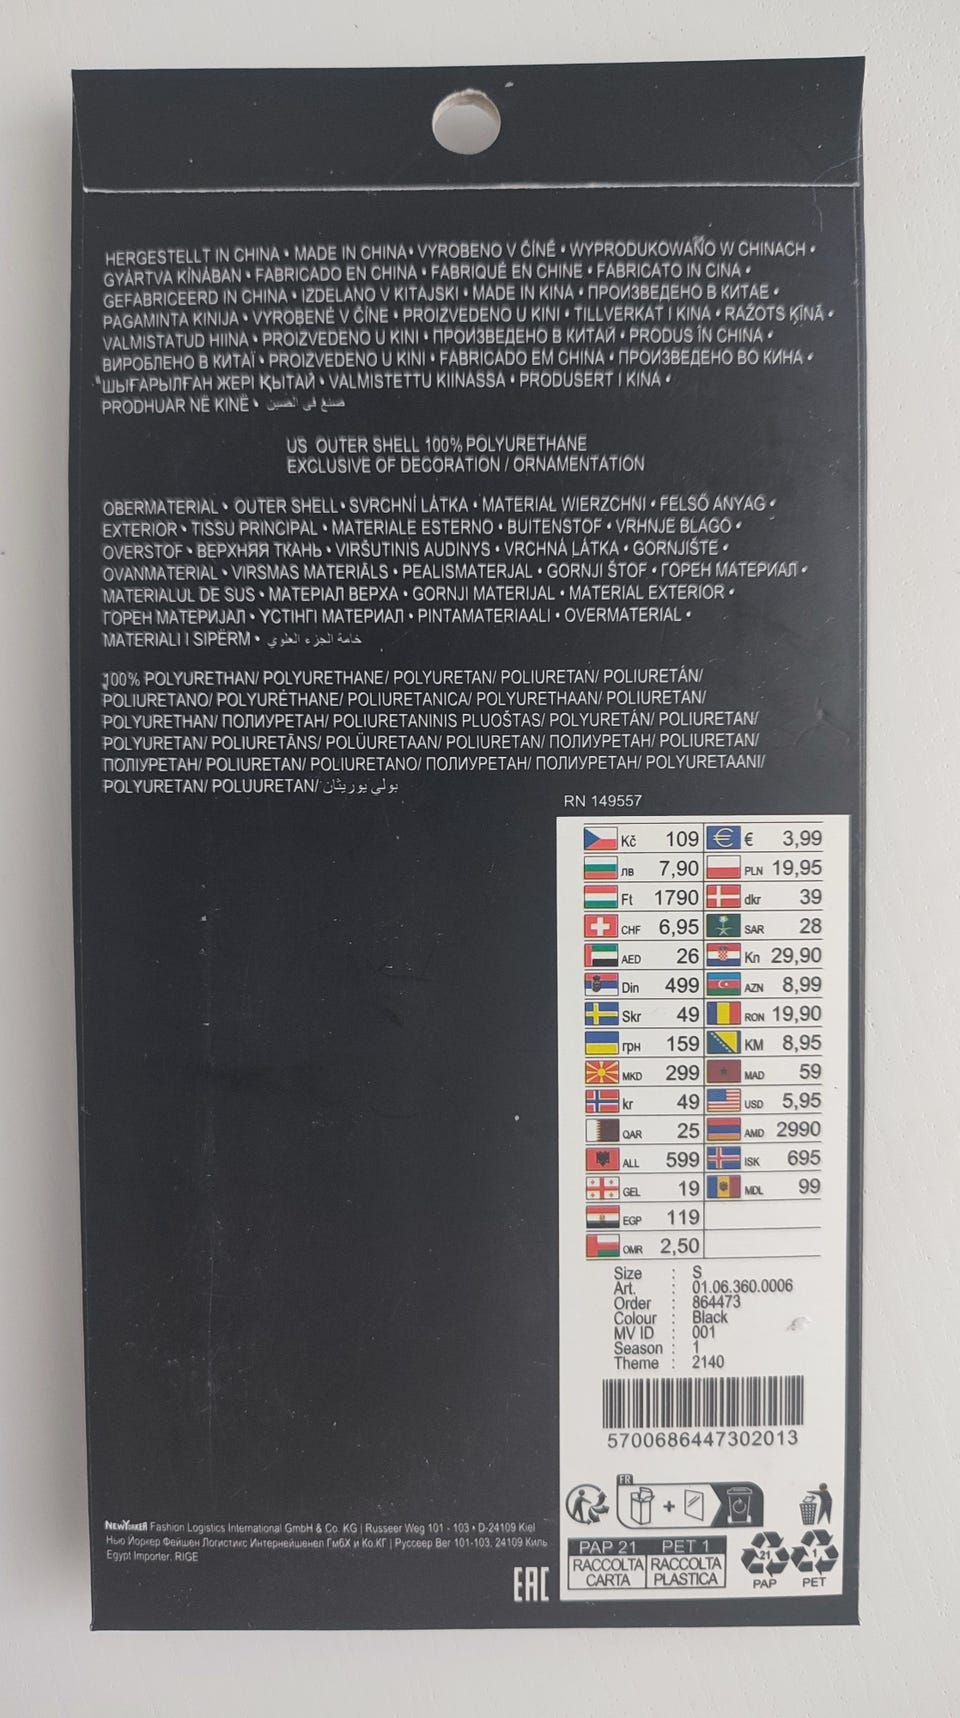 HERGESTELLT IN CHINA • MADE IN CHINA • VYROBENO V ČÍNĚ • WYPRODUKOWANO W CHINACH •
GYÁRTVA KÍNÁBAN • FABRICADO EN CHINA • FABRIQUÉ EN CHINE • FABRICATO IN CINA •
GEFABRICEERD IN CHINA • IZDELANO V KITAJSKI • MADE IN KINA • ПРОИЗВЕДЕНО В КИТАЕ •
PAGAMINTA KINIJA • VYROBENÉ V ČÍNE • PROIZVEDENO U KINI • TILLVERKAT I KINA • RAŽOTS ĶĪNĀ •
VALMISTATUD HIINA • PROIZVEDENO U KINI • ПРОИЗВЕДЕНО В КИТАЙ • PRODUS ÎN CHINA •
ВИРОБЛЕНО В КИТАЇ • PROIZVEDENO U KINI • FABRICADO EM CHINA • ПРОИЗВЕДЕНО ВО КИНА •
ШЫҒАРЫЛҒАН ЖЕРІ ҚЫТАЙ • VALMISTETTU KIINASSA • PRODUSERT I KINA •
PRODHUAR NË KINË • صنع في الصين
US OUTER SHELL 100% POLYURETHANE
EXCLUSIVE OF DECORATION / ORNAMENTATION
OBERMATERIAL • OUTER SHELL • SVRCHNÍ LÁTKA • MATERIAŁ WIERZCHNI • FELSŐ ANYAG •
EXTERIOR • TISSU PRINCIPAL • MATERIALE ESTERNO • BUITENSTOF • VRHNJE BLAGO •
OVERSTOF • ВЕРХНЯЯ ТКАНЬ • VIRŠUTINIS AUDINYS • VRCHNÁ LÁTKA • GORNJIŠTE •
OVANMATERIAL • VIRSMAS MATERIĀLS • PEALISMATERJAL • GORNJI ŠTOF • ГОРЕН МАТЕРИАЛ •
MATERIALUL DE SUS • МАТЕРІАЛ ВЕРХА • GORNJI MATERIJAL • MATERIAL EXTERIOR •
ГОРЕН МАТЕРИЈАЛ • ҮСТІҢГІ МАТЕРИАЛ • PINTAMATERIAALI • OVERMATERIAL •
MATERIALI I SIPËRM • خامة الجزء العلوي
100% POLYURETHAN/ POLYURETHANE/ POLYURETAN/ POLIURETAN/ POLIURETÁN/
POLIURETANO/ POLYURÉTHANE/ POLIURETANICA/ POLYURETHAAN/ POLIURETAN/
POLYURETHAN/ ПОЛИУРЕТАН/ POLIURETANINIS PLUOŠTAS/ POLYURETÁN/ POLIURETAN/
POLYURETAN/ POLIURETĀNS/ POLÜURETAAN/ POLIURETAN/ ПОЛИУРЕТАН/ POLIURETAN/
ПОЛІУРЕТАН/ POLIURETAN/ POLIURETANO/ ПОЛИУРЕТАН/ ПОЛИУРЕТАН/ POLYURETAANI/
POLYURETAN/ POLUURETAN/ بولي يوريثان
RN 149557
Kč 109 € 3,99
лв 7,90 PLN 19,95
Ft 1790 dkr 39
CHF 6,95 SAR 28
AED 26 Kn 29,90
Din 499 AZN 8,99
Skr 49 RON 19,90
грн 159 KM 8,95
MKD 299 MAD 59
kr 49 USD 5,95
QAR 25 AMD 2990
ALL 599 ISK 695
GEL 19 MDL 99
EGP 119
OMR 2,50
Size : S
Art. : 01.06.360.0006
Order : 864473
Colour : Black
MV ID : 001
Season : 1
Theme : 2140
5700686447302013
FR
+
NEWYORKER Fashion Logistics International GmbH & Co. KG | Russeer Weg 101 - 103 • D-24109 Kiel
Нью Йоркер Фейшен Логистикс Интернейшенел ГмбХ и Ко.КГ | Руссеер Вег 101-103, 24109 Киль
Egypt Importer, RIGE
EAC
PAP 21 PET 1
RACCOLTA CARTA RACCOLTA PLASTICA
21 PAP 1 PET